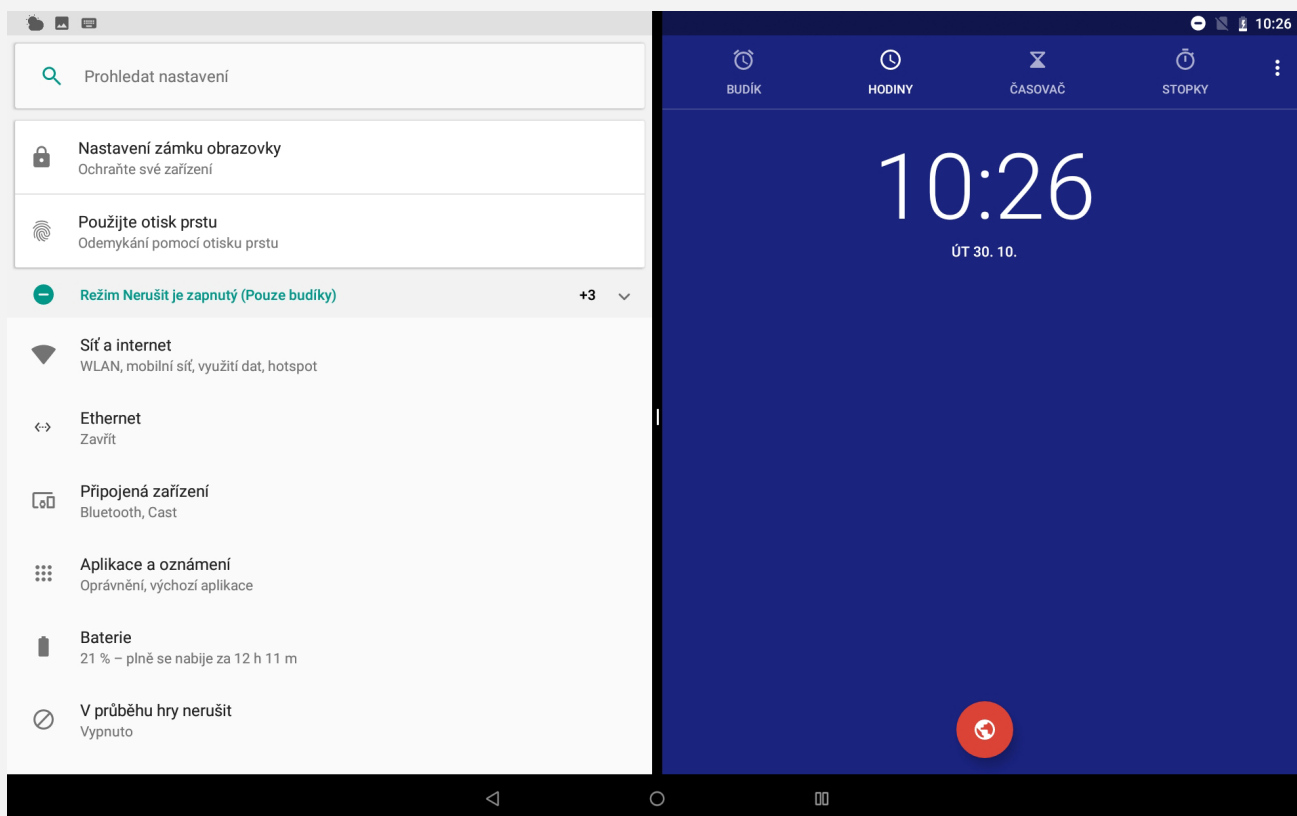 Prohledat nastavení
Nastavení zámku obrazovky
Ochraňte své zařízení
Použijte otisk prstu
Odemykání pomocí otisku prstu
Režim Nerušit je zapnutý (Pouze budíky)
+3
Síť a internet
WLAN, mobilní síť, využití dat, hotspot
Ethernet
Zavřít
Připojená zařízení
Bluetooth, Cast
Aplikace a oznámení
Oprávnění, výchozí aplikace
Baterie
21 % – plně se nabije za 12 h 11 m
V průběhu hry nerušit
Vypnuto
10:26
BUDÍK
HODINY
ČASOVAČ
STOPKY
10:26
ÚT 30. 10.